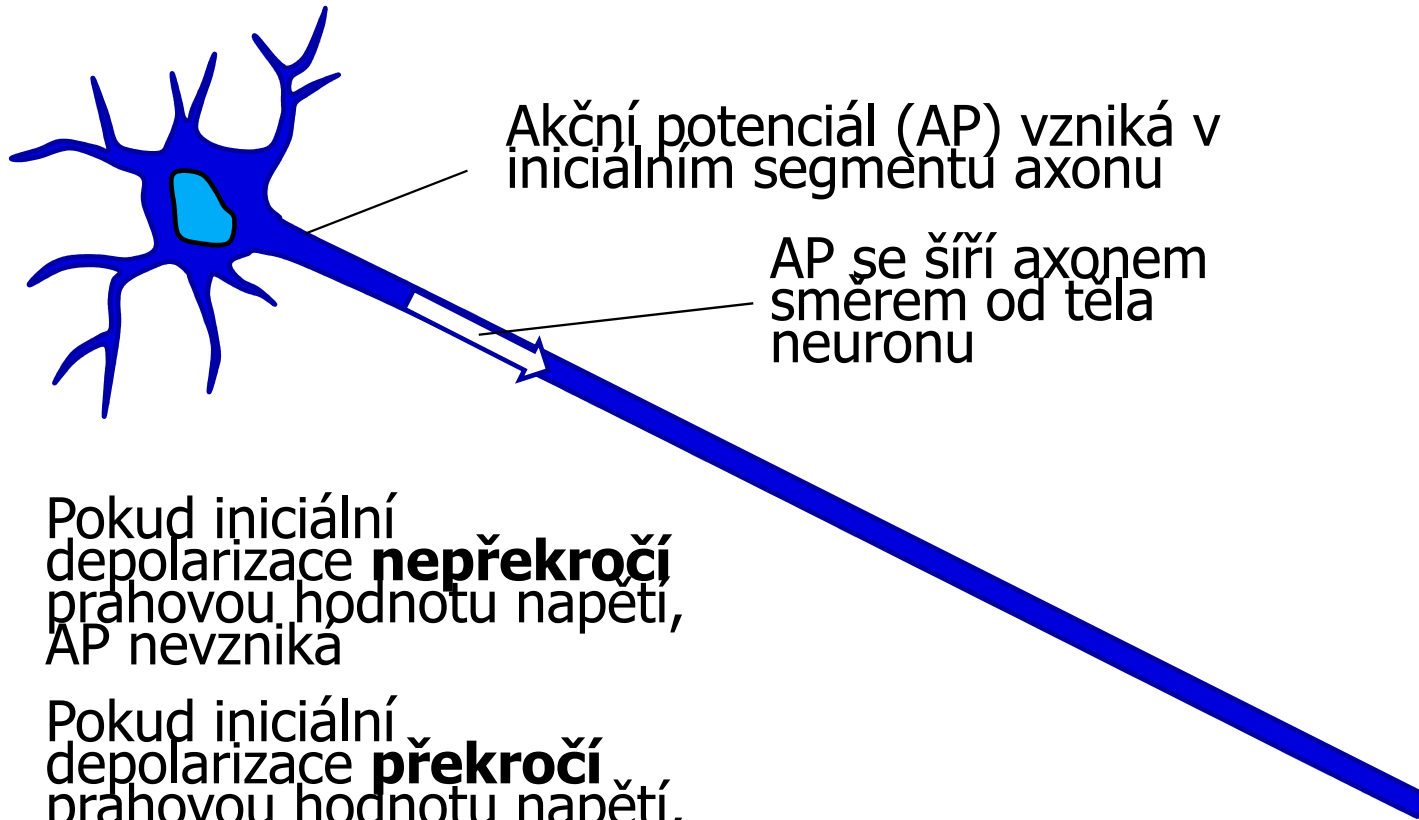 Akční potenciál (AP) vzniká v
iniciálním segmentu axonu
AP se šíří axonem
směrem od těla
neuronu
Pokud iniciální
depolarizace nepřekročí
prahovou hodnotu napětí,
AP nevzniká
Pokud iniciální
depolarizace překročí
prahovou hodnotu napětí,